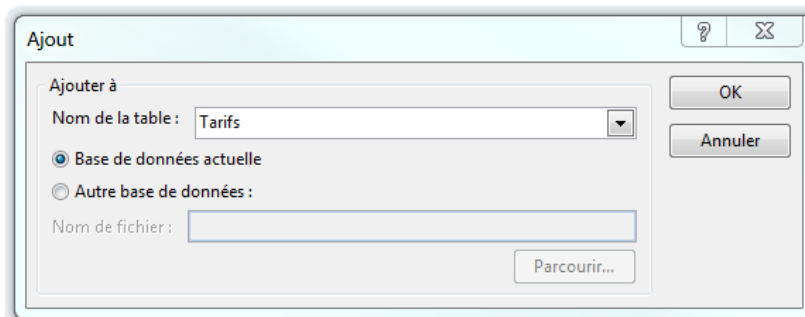 Ajout
Ajouter à
Nom de la table : Tarifs
Base de données actuelle
Autre base de données :
Nom de fichier :
Parcourir...
OK
Annuler